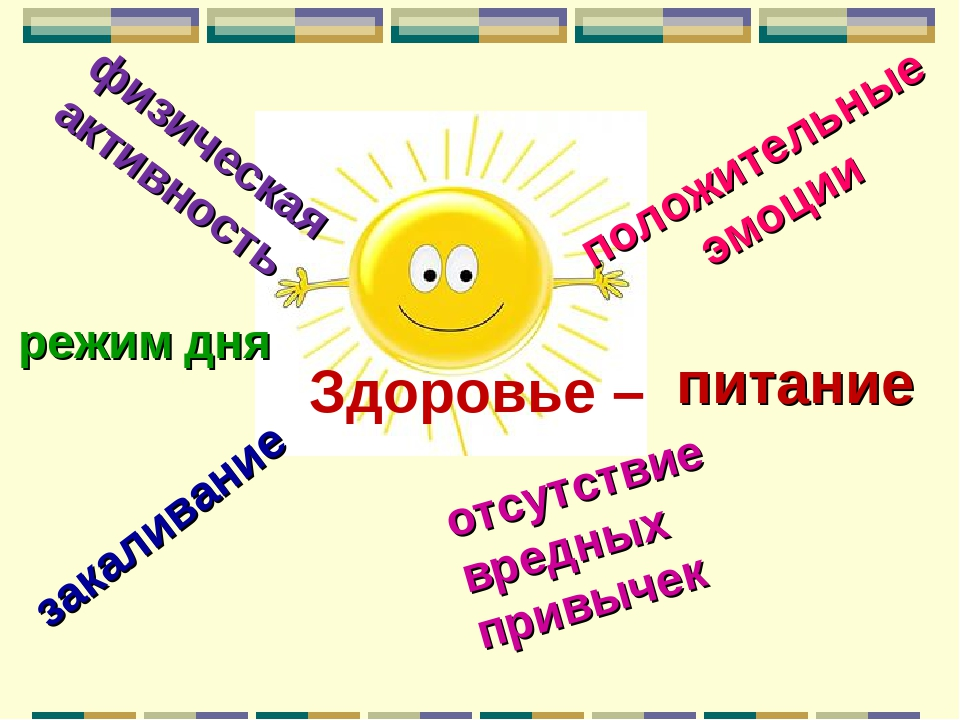 физическая
активность
положительные
эмоции
режим дня
Здоровье –
питание
закаливание
отсутствие
вредных
привычек